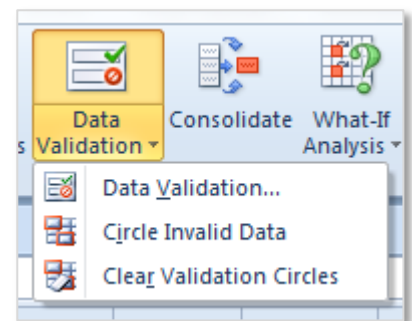 Data Consolidate What-If
s Validation Analysis
Data Validation...
Circle Invalid Data
Clear Validation Circles